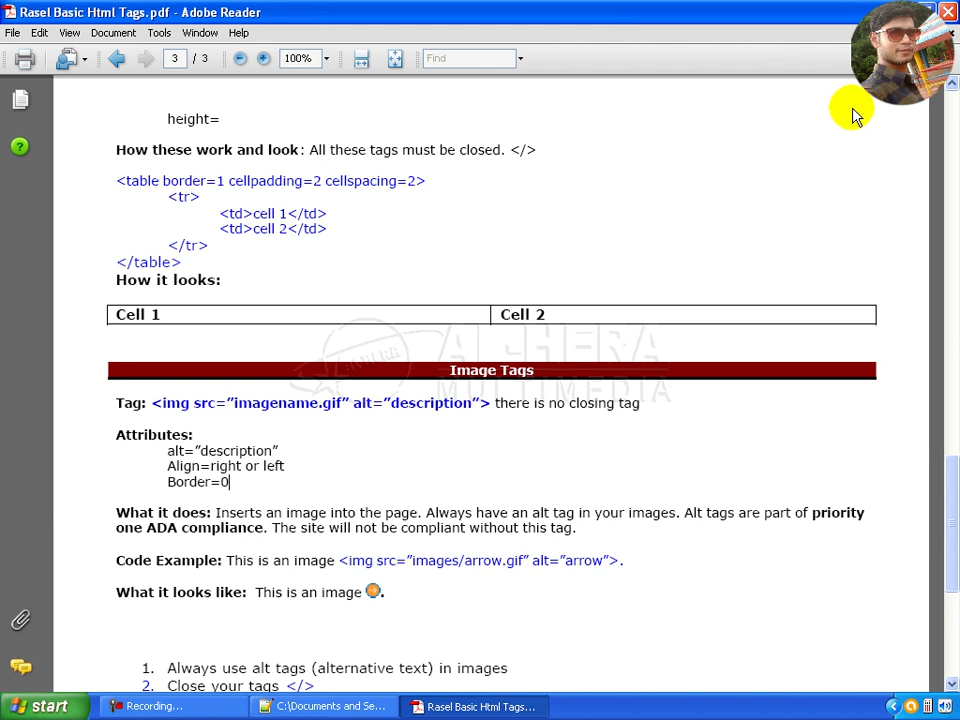 Rasel Basic Html Tags.pdf - Adobe Reader
File Edit View Document Tools Window Help
3 / 3 100% Find
height=
How these work and look: All these tags must be closed. </>
<table border=1 cellpadding=2 cellspacing=2>
<tr>
<td>cell 1</td>
<td>cell 2</td>
</tr>
</table>
How it looks:
Cell 1 Cell 2
ALCHERA
MULTIMEDIA
Image Tags
Tag: <img src=”imagename.gif” alt=”description”> there is no closing tag
Attributes:
alt=”description”
Align=right or left
Border=0
What it does: Inserts an image into the page. Always have an alt tag in your images. Alt tags are part of priority
one ADA compliance. The site will not be compliant without this tag.
Code Example: This is an image <img src=”images/arrow.gif” alt=”arrow”>.
What it looks like: This is an image .
1. Always use alt tags (alternative text) in images
2. Close your tags </>
start Recording... C:\Documents and Se... Rasel Basic Html Tags...